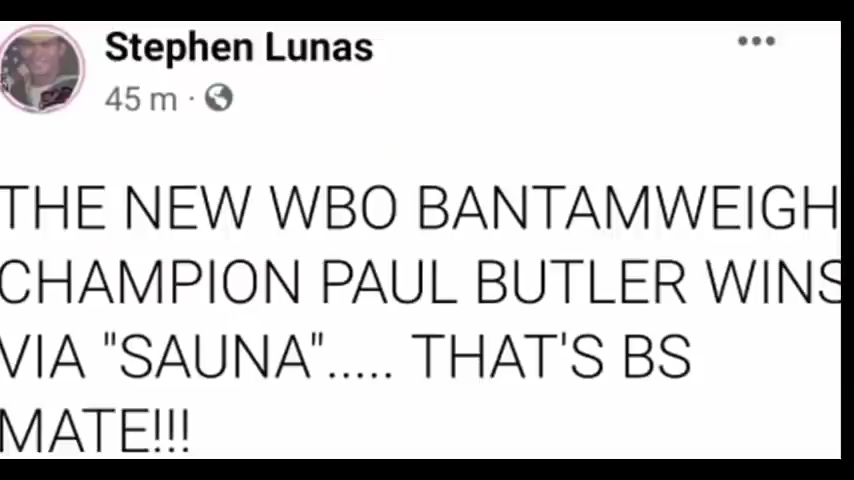 Stephen Lunas
45 m ·
THE NEW WBO BANTAMWEIGH
CHAMPION PAUL BUTLER WINS
VIA "SAUNA"..... THAT'S BS
MATE!!!